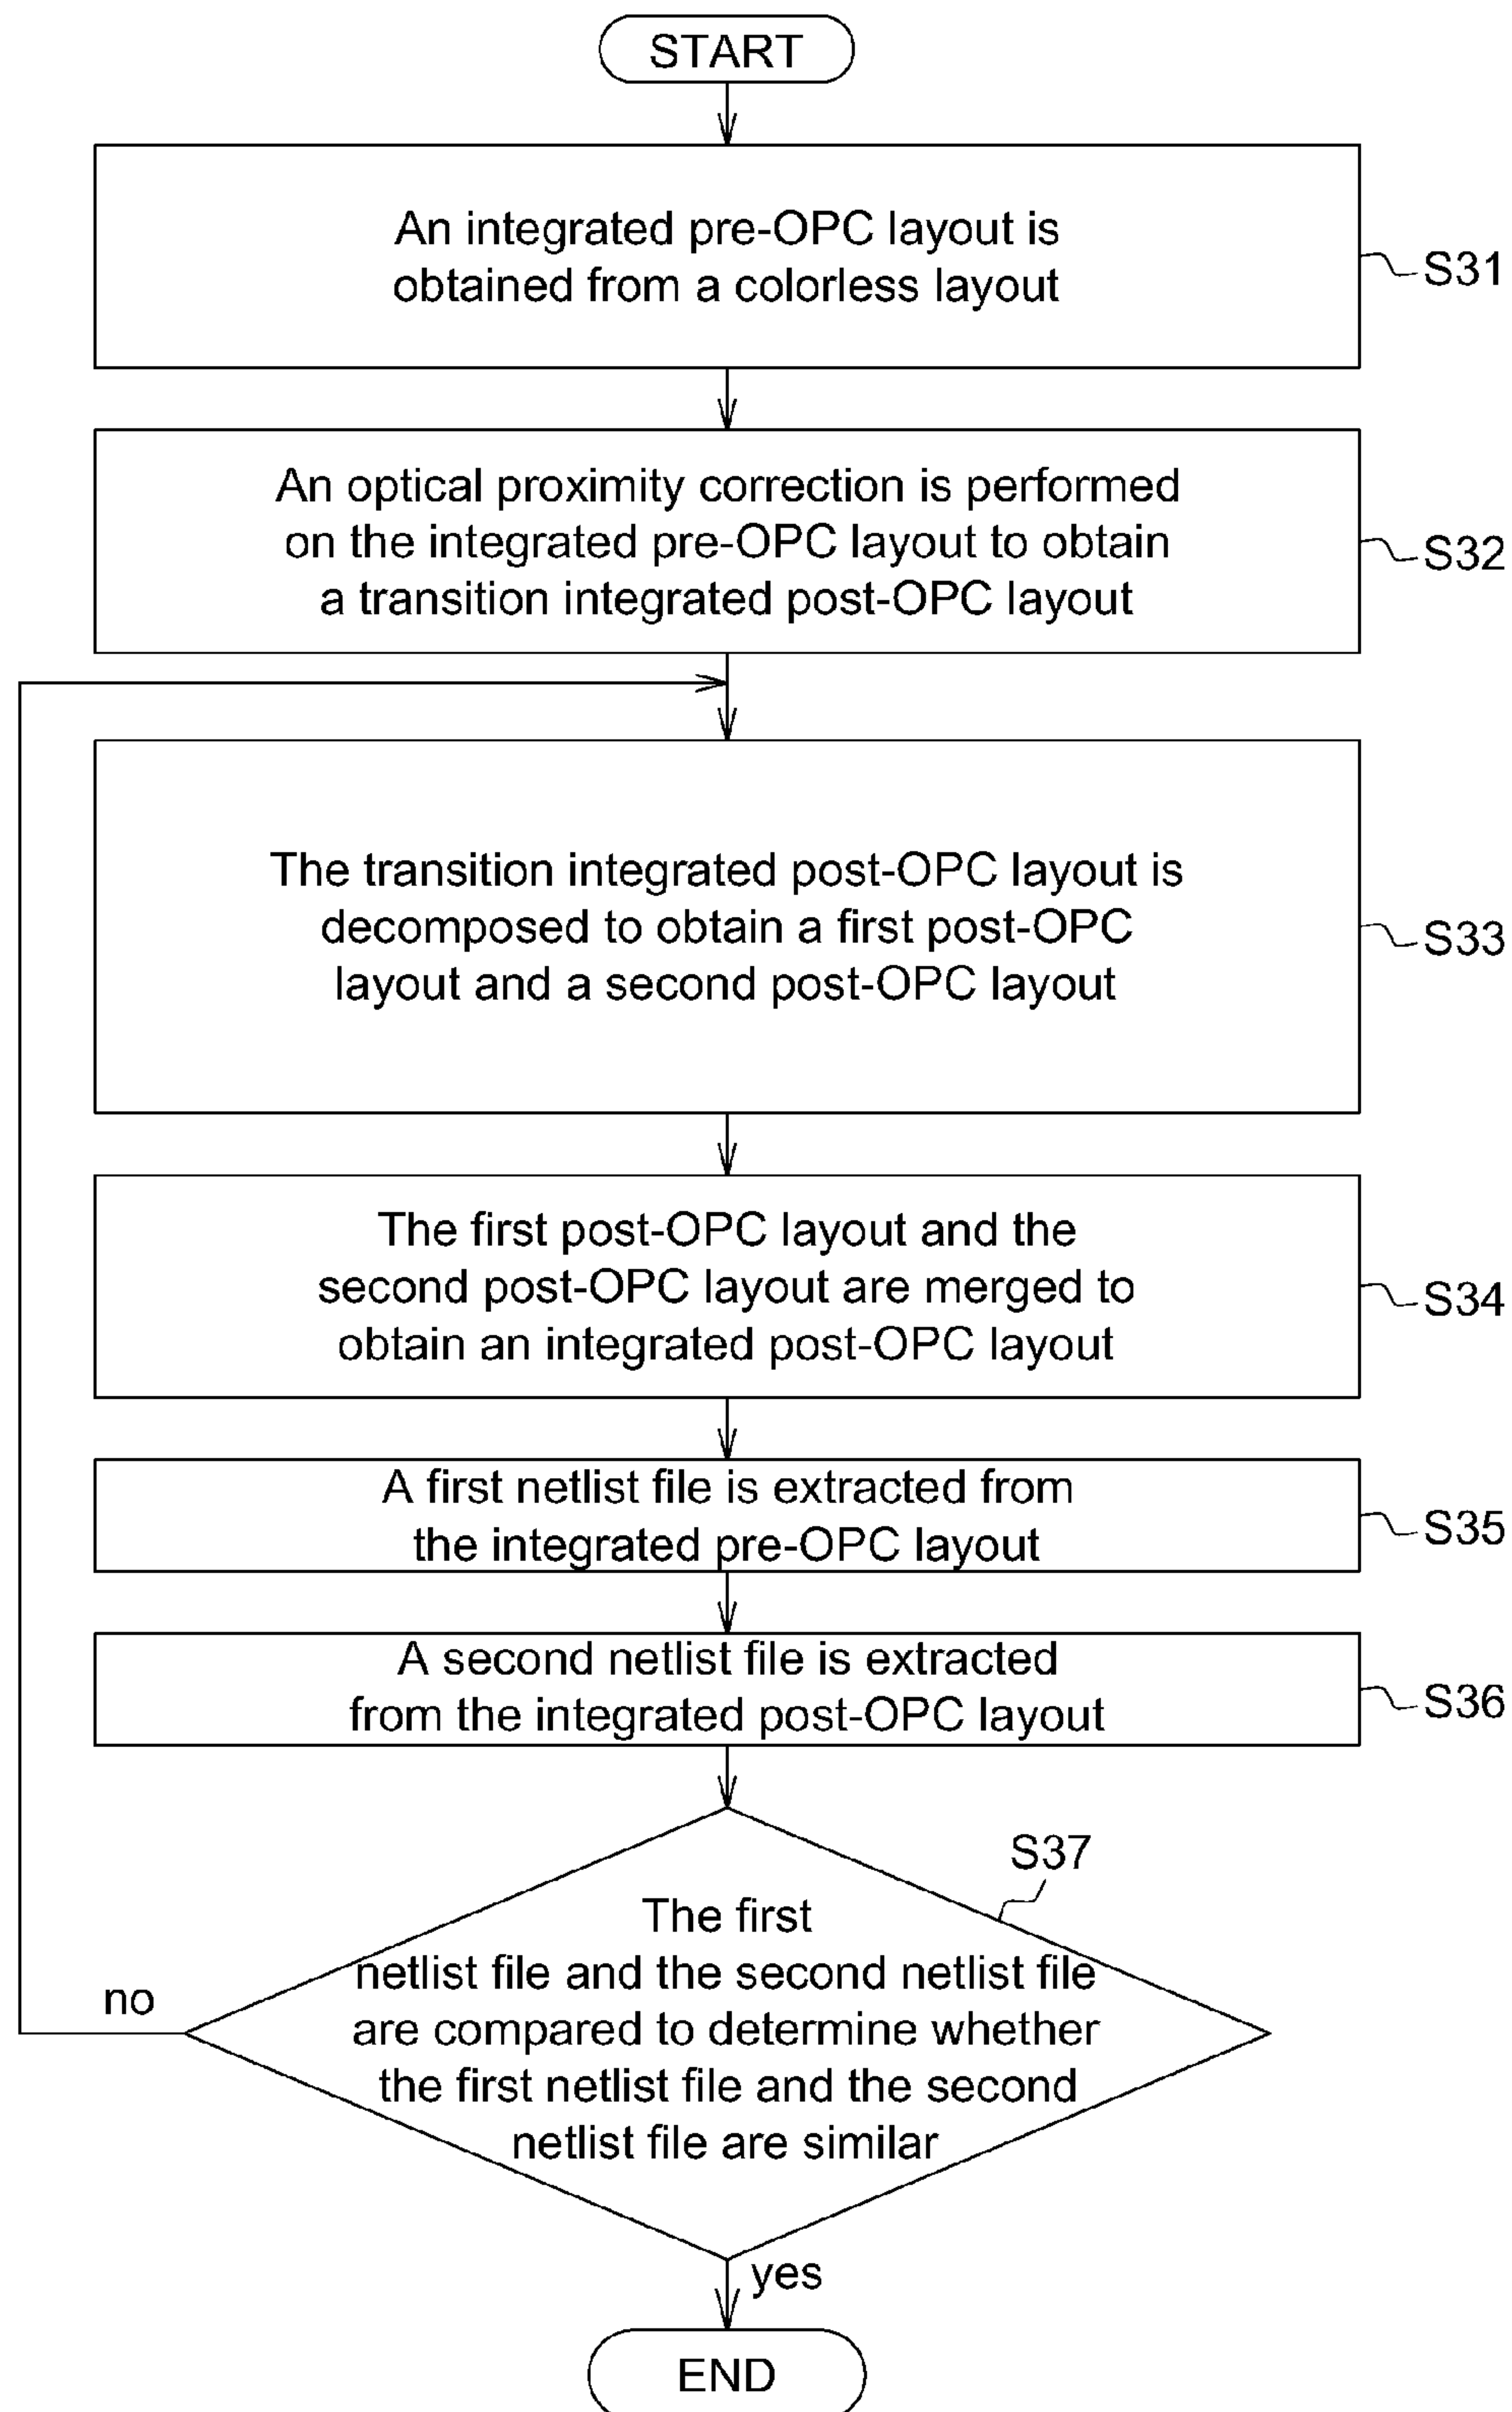 START
An integrated pre-OPC layout is
obtained from a colorless layout
S31
An optical proximity correction is performed
on the integrated pre-OPC layout to obtain
a transition integrated post-OPC layout
S32
The transition integrated post-OPC layout is
decomposed to obtain a first post-OPC
layout and a second post-OPC layout
S33
The first post-OPC layout and the
second post-OPC layout are merged to
obtain an integrated post-OPC layout
S34
A first netlist file is extracted from
the integrated pre-OPC layout
S35
A second netlist file is extracted
from the integrated post-OPC layout
S36
S37
The first
netlist file and the second netlist file
are compared to determine whether
the first netlist file and the second
netlist file are similar
no
yes
END